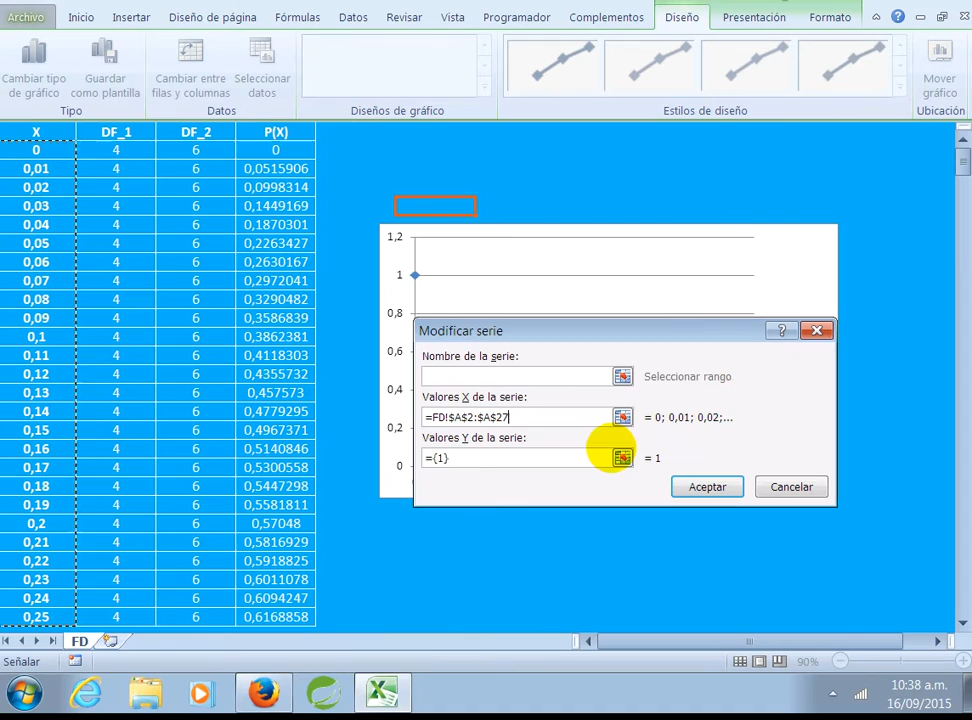 Archivo Inicio Insertar Diseño de página Fórmulas Datos Revisar Vista Programador Complementos Diseño Presentación Formato
Cambiar tipo de gráfico
Guardar como plantilla
Cambiar entre filas y columnas
Seleccionar datos
Mover gráfico
Tipo Datos Diseños de gráfico Estilos de diseño Ubicación
X DF_1 DF_2 P(X)
0 4 6 0
0,01 4 6 0,0515906
0,02 4 6 0,0998314
0,03 4 6 0,1449169
0,04 4 6 0,1870301
0,05 4 6 0,2263427
0,06 4 6 0,2630167
0,07 4 6 0,2972041
0,08 4 6 0,3290482
0,09 4 6 0,3586839
0,1 4 6 0,3862381
0,11 4 6 0,4118303
0,12 4 6 0,4355732
0,13 4 6 0,457573
0,14 4 6 0,4779295
0,15 4 6 0,4967371
0,16 4 6 0,5140846
0,17 4 6 0,5300558
0,18 4 6 0,5447298
0,19 4 6 0,5581811
0,2 4 6 0,57048
0,21 4 6 0,5816929
0,22 4 6 0,5918825
0,23 4 6 0,6011078
0,24 4 6 0,6094247
0,25 4 6 0,6168858
1,2
1
0,8
0,6
0,4
0,2
0
Modificar serie
Nombre de la serie:
Seleccionar rango
Valores X de la serie:
=FD!$A$2:$A$27 = 0; 0,01; 0,02;...
Valores Y de la serie:
={1} = 1
Aceptar Cancelar
FD
Señalar 90%
10:38 a.m.
16/09/2015